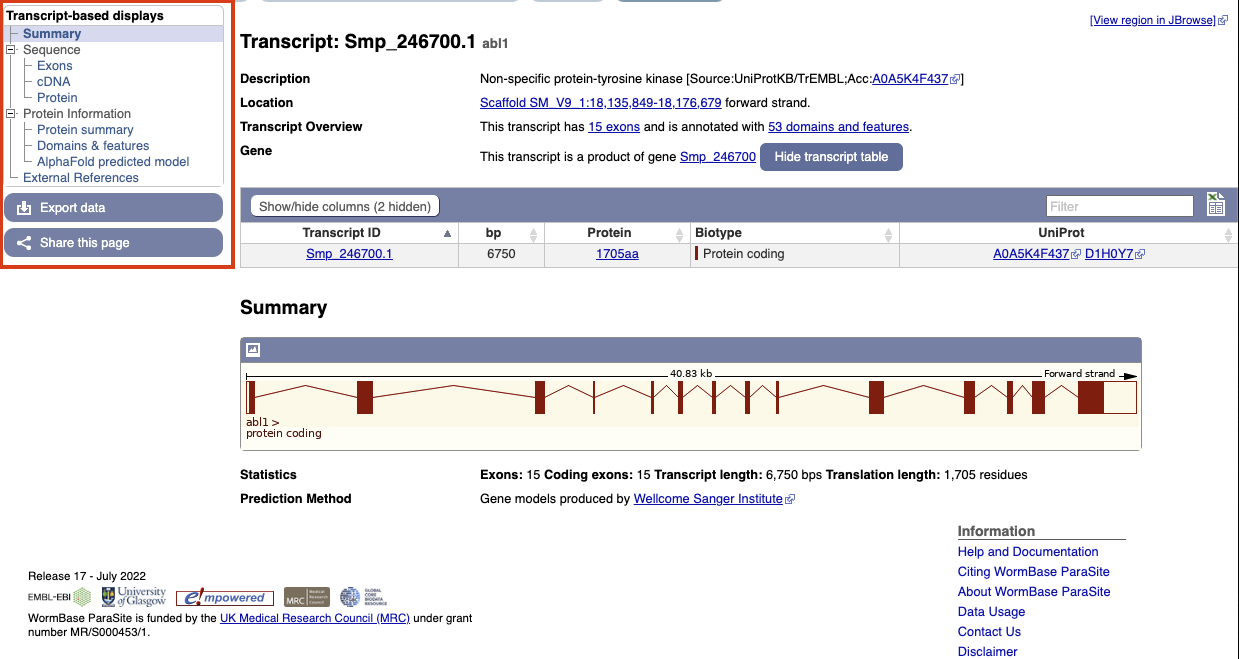 Transcript-based displays
Summary
Sequence
Exons
cDNA
Protein
Protein Information
Protein summary
Domains & features
AlphaFold predicted model
External References
Export data
Share this page
[View region in JBrowse]
Transcript: Smp_246700.1 abl1
Description Non-specific protein-tyrosine kinase [Source:UniProtKB/TrEMBL;Acc:A0A5K4F437]
Location Scaffold SM_V9_1:18,135,849-18,176,679 forward strand.
Transcript Overview This transcript has 15 exons and is annotated with 53 domains and features.
Gene This transcript is a product of gene Smp_246700 Hide transcript table
Show/hide columns (2 hidden) Filter
Transcript ID bp Protein Biotype UniProt
Smp_246700.1 6750 1705aa Protein coding A0A5K4F437 D1H0Y7
Summary
40.83 kb Forward strand
abl1 >
protein coding
Statistics Exons: 15 Coding exons: 15 Transcript length: 6,750 bps Translation length: 1,705 residues
Prediction Method Gene models produced by Wellcome Sanger Institute
Information
Help and Documentation
Citing WormBase ParaSite
About WormBase ParaSite
Data Usage
Contact Us
Disclaimer
Release 17 - July 2022
EMBL-EBI University of Glasgow e!mpowered MRC Medical Research Council GLOBAL CORE BIODATA RESOURCE
WormBase ParaSite is funded by the UK Medical Research Council (MRC) under grant
number MR/S000453/1.